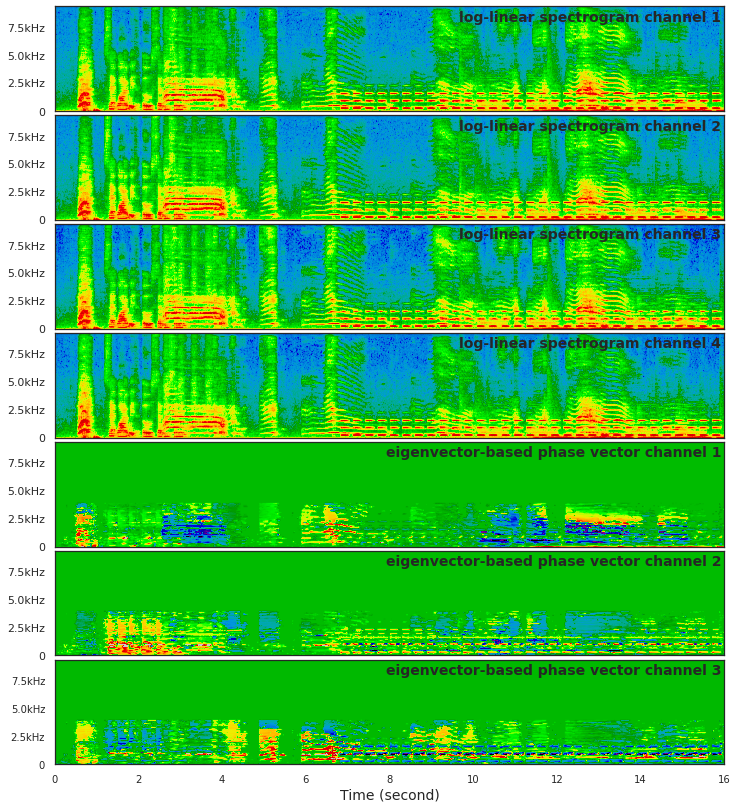 log-linear spectrogram channel 1
7.5kHz
5.0kHz
2.5kHz
0
log-linear spectrogram channel 2
7.5kHz
5.0kHz
2.5kHz
0
log-linear spectrogram channel 3
7.5kHz
5.0kHz
2.5kHz
0
log-linear spectrogram channel 4
7.5kHz
5.0kHz
2.5kHz
0
eigenvector-based phase vector channel 1
7.5kHz
5.0kHz
2.5kHz
0
eigenvector-based phase vector channel 2
7.5kHz
5.0kHz
2.5kHz
0
eigenvector-based phase vector channel 3
7.5kHz
5.0kHz
2.5kHz
0
0 2 4 6 8 10 12 14 16
Time (second)